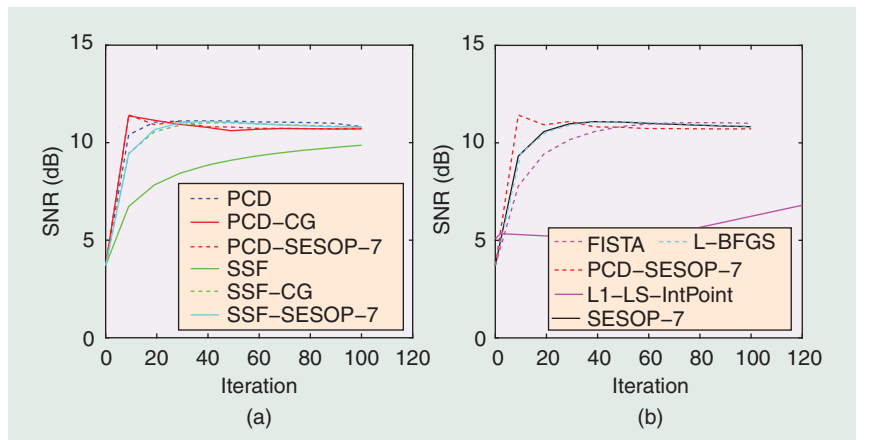 15
10
5
0
SNR (dB)
PCD
PCD-CG
PCD-SESOP-7
SSF
SSF-CG
SSF-SESOP-7
0 20 40 60 80 100 120
Iteration
(a)
15
10
5
0
SNR (dB)
FISTA L-BFGS
PCD-SESOP-7
L1-LS-IntPoint
SESOP-7
0 20 40 60 80 100 120
Iteration
(b)